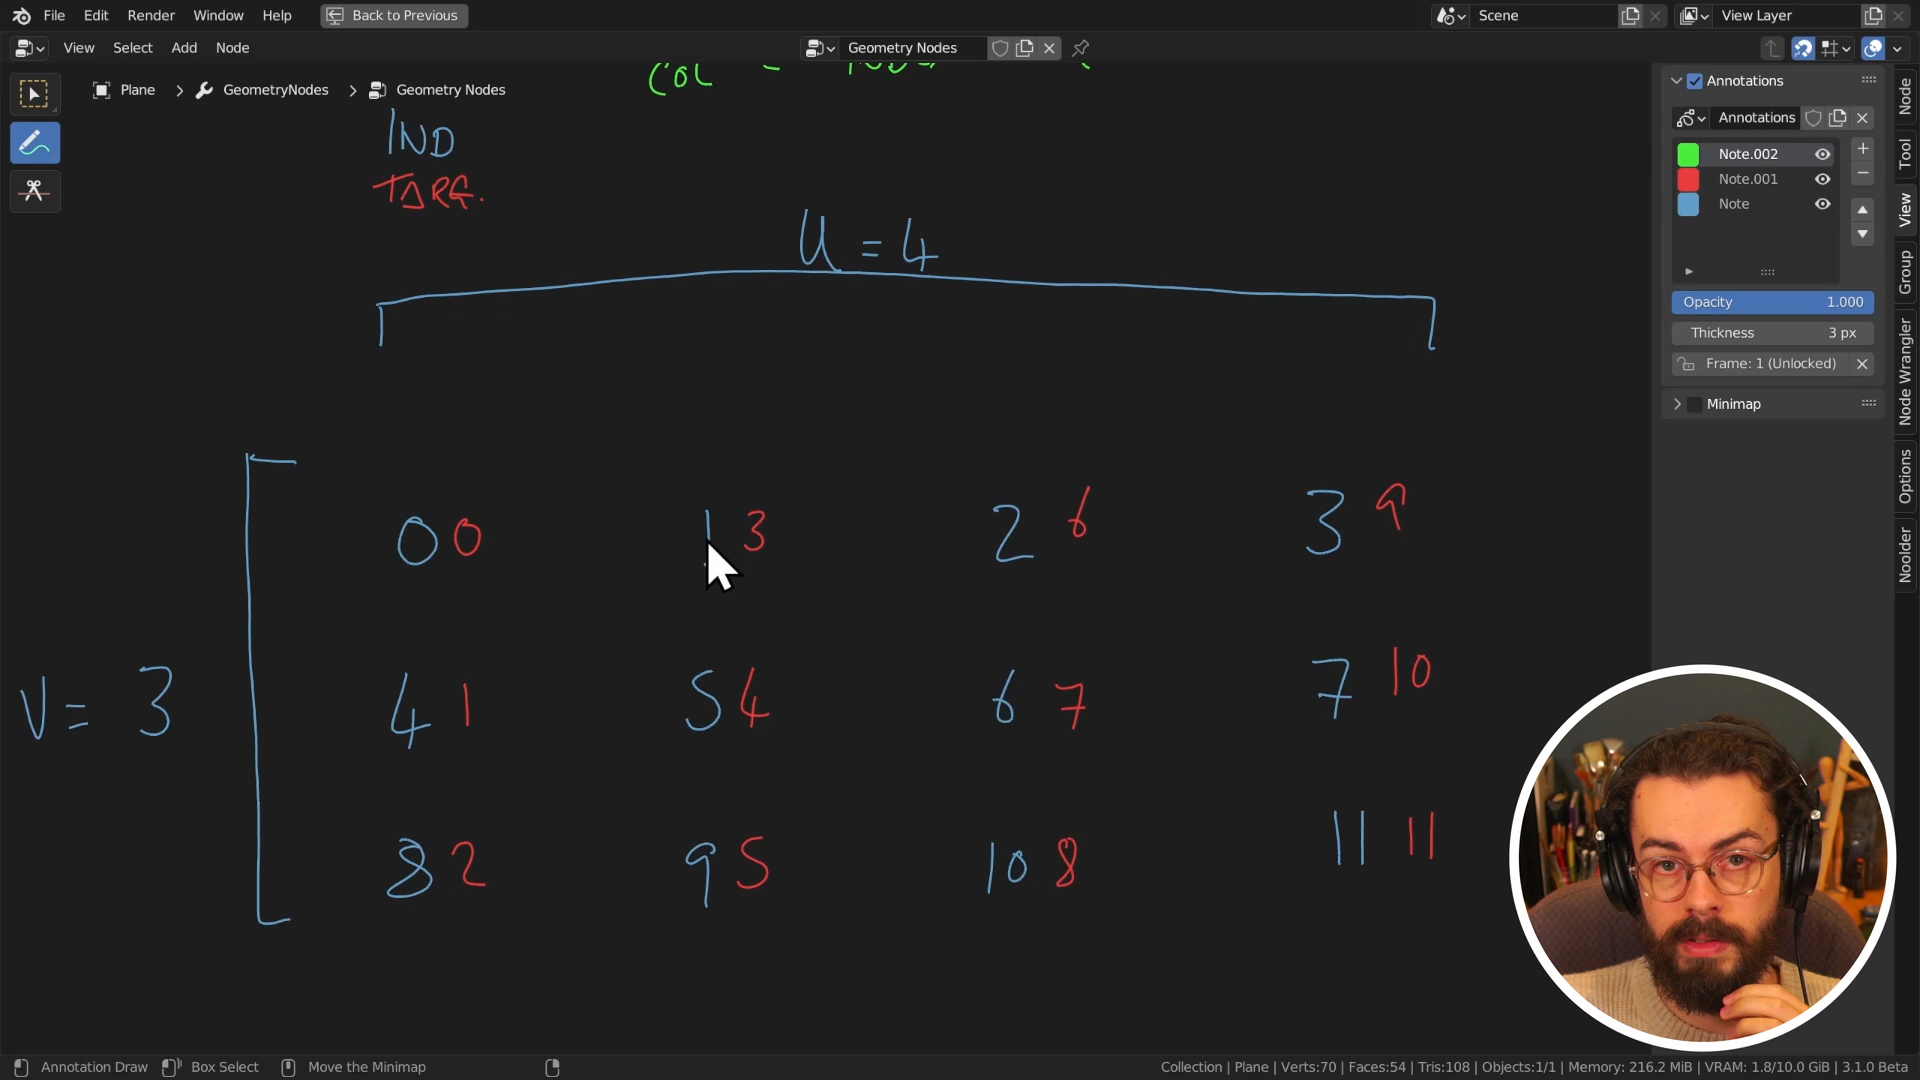 File Edit Render Window Help Back to Previous Scene View Layer
View Select Add Node Geometry Nodes
Plane > GeometryNodes > Geometry Nodes
COL =
IND
TARG.
U = 4
V = 3
0 0 1 3 2 6 3 9
4 1 5 4 6 7 7 10
8 2 9 5 10 8 11 11
Annotations
Annotations
Note.002
Note.001
Note
Opacity 1.000
Thickness 3 px
Frame: 1 (Unlocked)
Minimap
Node
Tool
View
Group
Node Wrangler
Options
Noolder
Annotation Draw Box Select Move the Minimap Collection | Plane | Verts:70 | Faces:54 | Tris:108 | Objects:1/1 | Memory: 216.2 MiB | VRAM: 1.8/10.0 GiB | 3.1.0 Beta